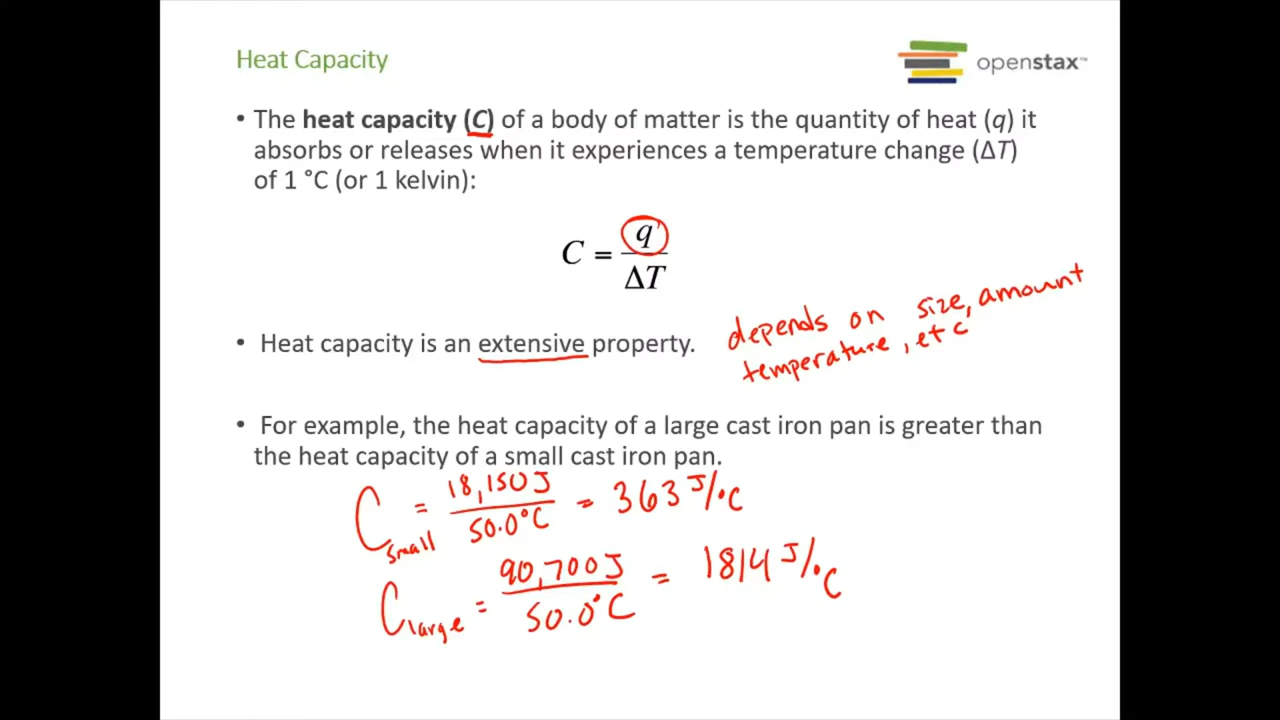 Heat Capacity
openstax™
• The heat capacity (C) of a body of matter is the quantity of heat (q) it
absorbs or releases when it experiences a temperature change (ΔT)
of 1 °C (or 1 kelvin):
C = q / ΔT
• Heat capacity is an extensive property.
depends on size, amount
temperature, etc
• For example, the heat capacity of a large cast iron pan is greater than
the heat capacity of a small cast iron pan.
C small = 18,150J / 50.0°C = 363 J/°C
C large = 90,700J / 50.0°C = 1814 J/°C